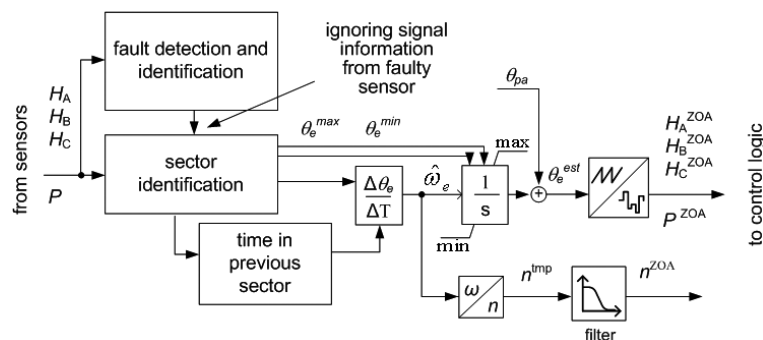 fault detection and
identification
ignoring signal
information
from faulty
sensor
from sensors
H_A
H_B
H_C
P
sector
identification
θ_e^max θ_e^min
Δθ_e
ΔT
ω̂_e
max
1
s
min
θ_pa
+
θ_e^est
H_A^ZOA
H_B^ZOA
H_C^ZOA
P^ZOA
to control logic
time in
previous
sector
ω
n
n^tmp
filter
n^ZOA